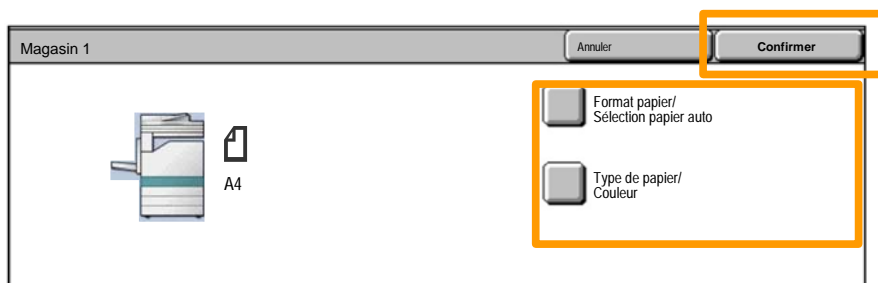 Magasin 1
Annuler
Confirmer
Format papier/
Sélection papier auto
A4
Type de papier/
Couleur